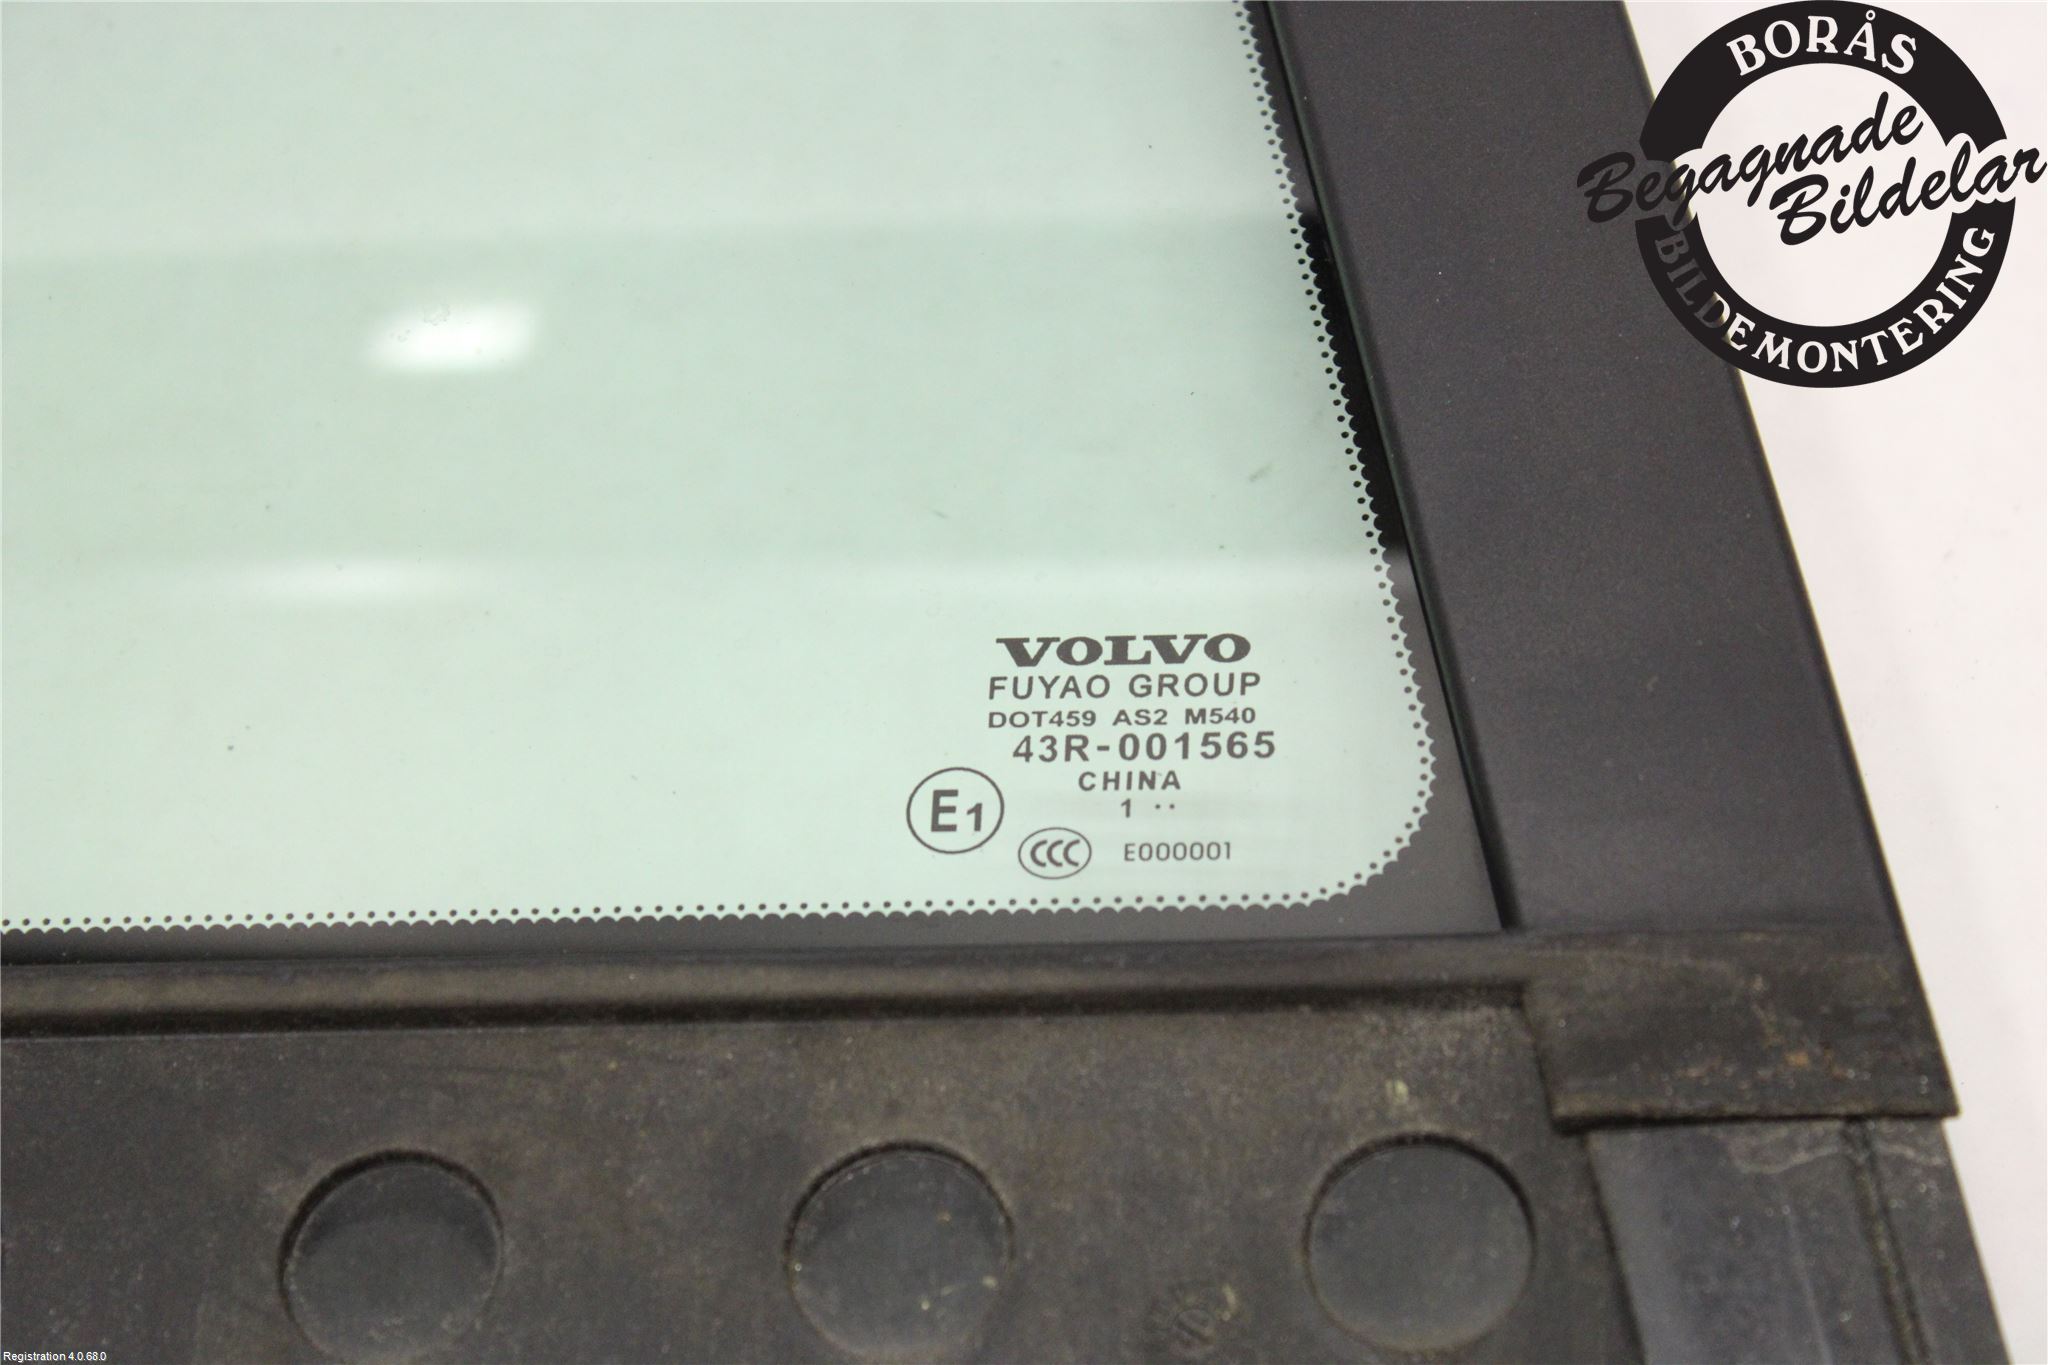 BORÅS
Begagnade
Bildelar
BILDEMONTERING
VOLVO
FUYAO GROUP
DOT459 AS2 M540
43R-001565
CHINA
1 ··
E1
CCC E000001
Registration 4.0.68.0